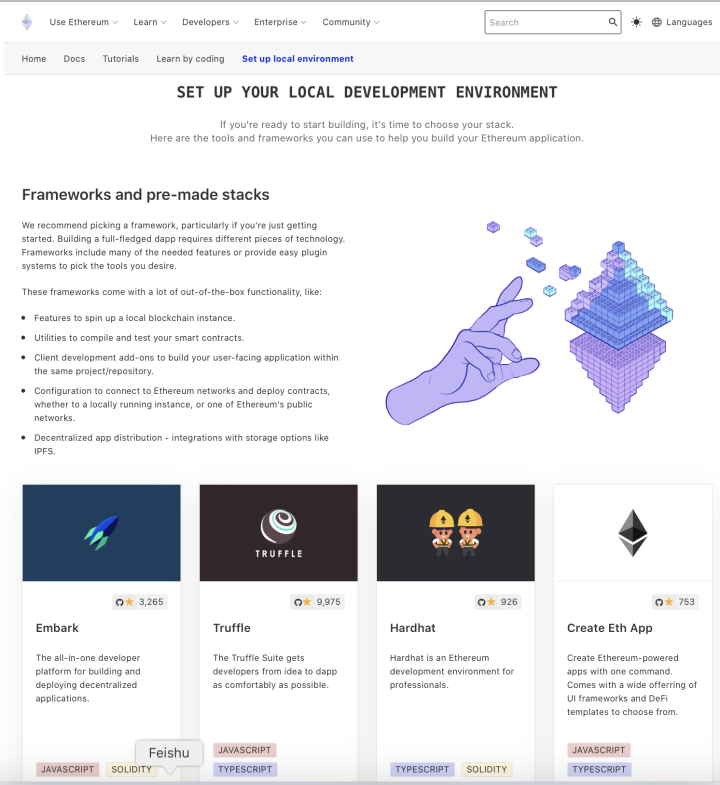 Use Ethereum Learn Developers Enterprise Community Search Languages
Home Docs Tutorials Learn by coding Set up local environment
SET UP YOUR LOCAL DEVELOPMENT ENVIRONMENT
If you're ready to start building, it's time to choose your stack.
Here are the tools and frameworks you can use to help you build your Ethereum application.
Frameworks and pre-made stacks
We recommend picking a framework, particularly if you're just getting
started. Building a full-fledged dapp requires different pieces of technology.
Frameworks include many of the needed features or provide easy plugin
systems to pick the tools you desire.
These frameworks come with a lot of out-of-the-box functionality, like:
Features to spin up a local blockchain instance.
Utilities to compile and test your smart contracts.
Client development add-ons to build your user-facing application within
the same project/repository.
Configuration to connect to Ethereum networks and deploy contracts,
whether to a locally running instance, or one of Ethereum's public
networks.
Decentralized app distribution - integrations with storage options like
IPFS.
3,265
Embark
The all-in-one developer
platform for building and
deploying decentralized
applications.
JAVASCRIPT SOLIDITY
Feishu
TRUFFLE
9,975
Truffle
The Truffle Suite gets
developers from idea to dapp
as comfortably as possible.
JAVASCRIPT
TYPESCRIPT
926
Hardhat
Hardhat is an Ethereum
development environment for
professionals.
TYPESCRIPT SOLIDITY
753
Create Eth App
Create Ethereum-powered
apps with one command.
Comes with a wide offerring of
UI frameworks and DeFi
templates to choose from.
JAVASCRIPT
TYPESCRIPT